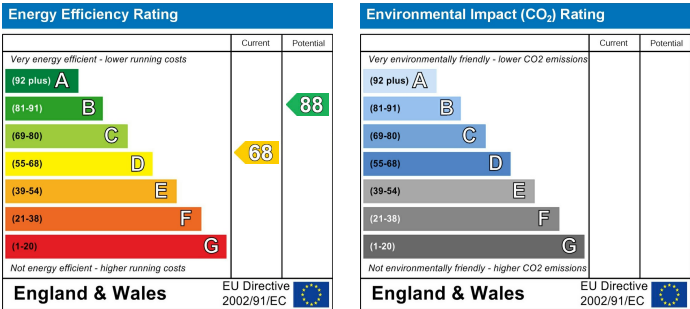 Energy Efficiency Rating
Current Potential
Very energy efficient - lower running costs
(92 plus) A
(81-91) B
88
(69-80) C
68
(55-68) D
(39-54) E
(21-38) F
(1-20) G
Not energy efficient - higher running costs
England & Wales
EU Directive
2002/91/EC
Environmental Impact (CO₂) Rating
Current Potential
Very environmentally friendly - lower CO2 emissions
(92 plus) A
(81-91) B
(69-80) C
(55-68) D
(39-54) E
(21-38) F
(1-20) G
Not environmentally friendly - higher CO2 emissions
England & Wales
EU Directive
2002/91/EC